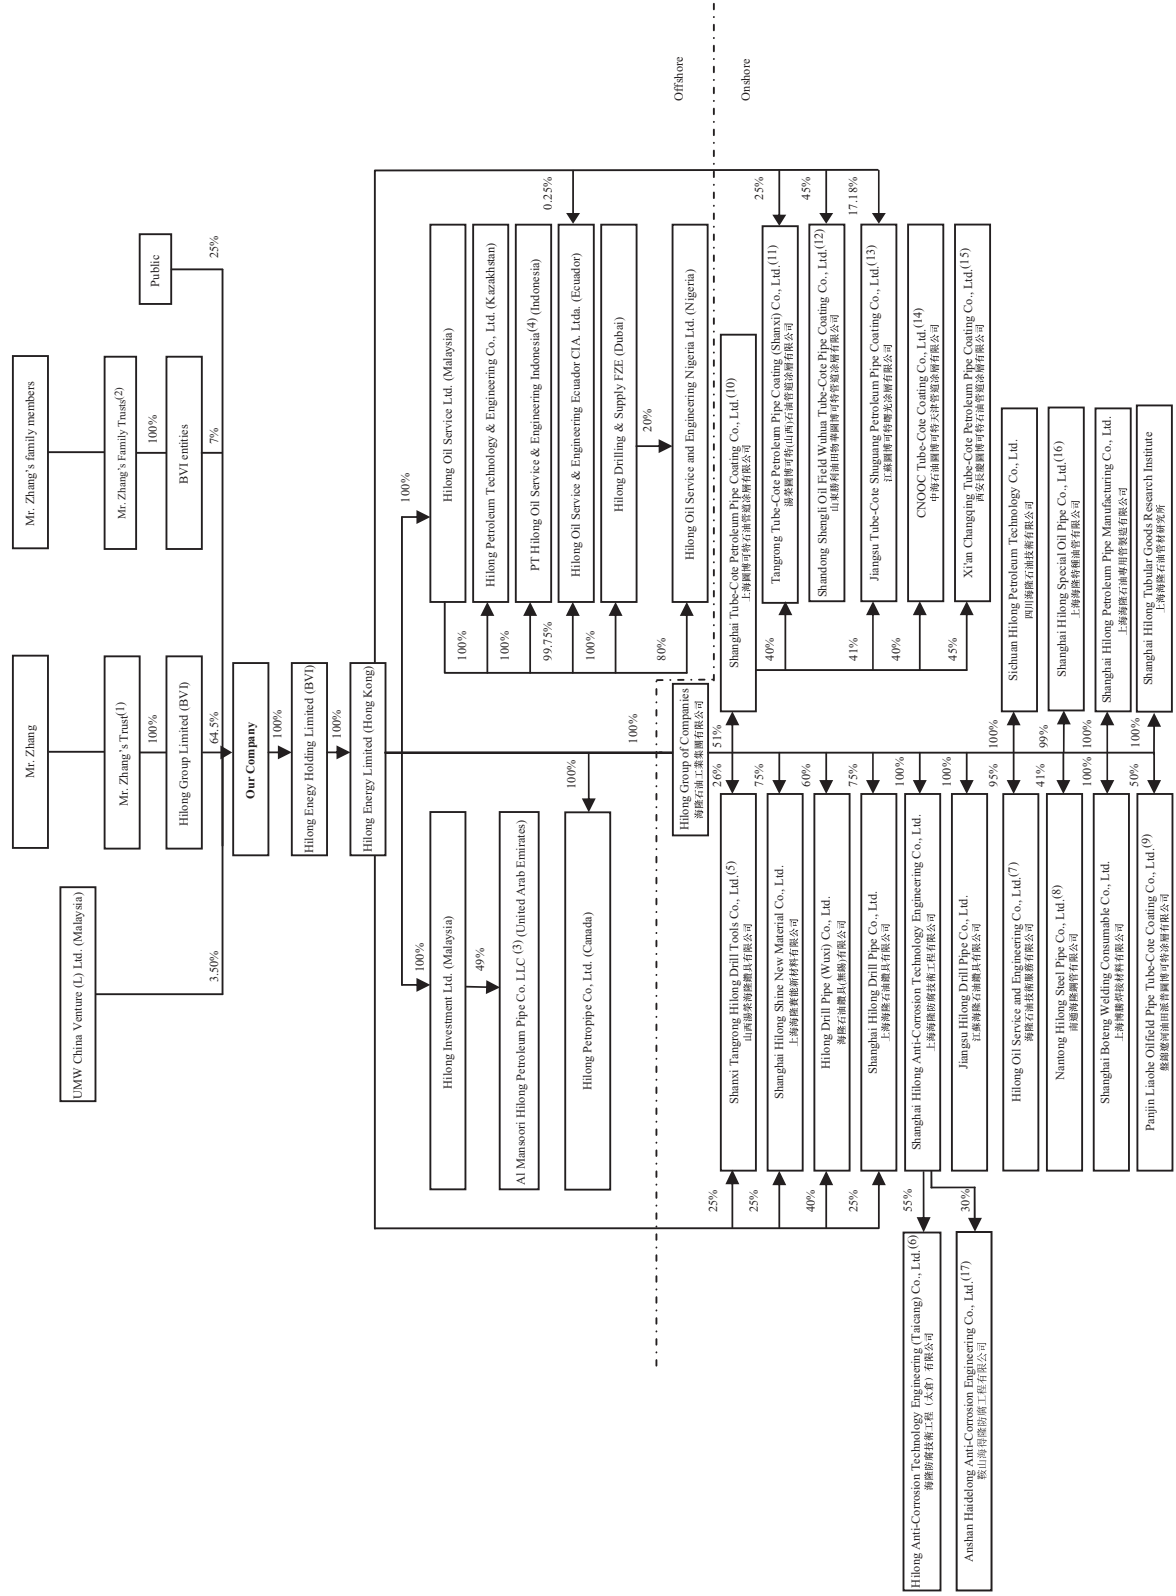 Mr. Zhang's family members
Mr. Zhang
Mr. Zhang's Family Trusts(2)
Mr. Zhang's Trust(1)
100%
100%
Public
BVI entities
Hilong Group Limited (BVI)
UMW China Venture (L) Ltd. (Malaysia)
25%
7%
64.5%
3.50%
Our Company
100%
Hilong Enegy Holding Limited (BVI)
100%
Hilong Energy Limited (Hong Kong)
100%
100%
Hilong Oil Service Ltd. (Malaysia)
Hilong Investment Ltd. (Malaysia)
100%
49%
Hilong Petroleum Technology & Engineering Co., Ltd. (Kazakhstan)
100%
PT Hilong Oil Service & Engineering Indonesia(4) (Indonesia)
Al Mansoori Hilong Petroleum Pipe Co. LLC (3) (United Arab Emirates)
0.25%
99.75%
Hilong Oil Service & Engineering Ecuador CIA. Ltda. (Ecuador)
100%
100%
Hilong Petropipe Co, Ltd. (Canada)
Hilong Drilling & Supply FZE (Dubai)
20%
80%
100%
Hilong Oil Service and Engineering Nigeria Ltd. (Nigeria)
Hilong Group of Companies
海隆石油工業集團有限公司
Offshore
Onshore
51%
26%
25%
Shanghai Tube-Cote Petroleum Pipe Coating Co., Ltd.(10)
上海圖博可特石油管道涂層有限公司
Shanxi Tangrong Hilong Drill Tools Co., Ltd.(5)
山西湯榮海隆鑽具有限公司
25%
40%
Tangrong Tube-Cote Petroleum Pipe Coating (Shanxi) Co., Ltd.(11)
湯榮圖博可特(山西)石油管道涂層有限公司
75%
25%
Shanghai Hilong Shine New Material Co., Ltd.
上海海隆賽能新材料有限公司
45%
Shandong Shengli Oil Field Wuhua Tube-Cote Pipe Coating Co., Ltd.(12)
山東勝利油田物華圖博可特管道涂層有限公司
60%
40%
Hilong Drill Pipe (Wuxi) Co., Ltd.
海隆石油鑽具(無錫)有限公司
17.18%
41%
Jiangsu Tube-Cote Shuguang Petroleum Pipe Coating Co., Ltd.(13)
江蘇圖博可特曙光涂層有限公司
75%
25%
Shanghai Hilong Drill Pipe Co., Ltd.
上海海隆石油鑽具有限公司
40%
CNOOC Tube-Cote Coating Co., Ltd.(14)
中海石油圖博可特天津管道涂層有限公司
100%
Shanghai Hilong Anti-Corrosion Technology Engineering Co., Ltd.
上海海隆防腐技術工程有限公司
55%
Hilong Anti-Corrosion Technology Engineering (Taicang) Co., Ltd.(6)
海隆防腐技術工程（太倉）有限公司
45%
Xi'an Changqing Tube-Cote Petroleum Pipe Coating Co., Ltd.(15)
西安長慶圖博可特石油管道涂層有限公司
100%
Jiangsu Hilong Drill Pipe Co., Ltd.
江蘇海隆石油鑽具有限公司
30%
Anshan Haidelong Anti-Corrosion Engineering Co., Ltd.(17)
鞍山海得隆防腐工程有限公司
100%
Sichuan Hilong Petroleum Technology Co., Ltd.
四川海隆石油技術有限公司
95%
Hilong Oil Service and Engineering Co., Ltd.(7)
海隆石油技術服務有限公司
99%
Shanghai Hilong Special Oil Pipe Co., Ltd.(16)
上海海隆特種油管有限公司
41%
Nantong Hilong Steel Pipe Co., Ltd.(8)
南通海隆鋼管有限公司
100%
Shanghai Hilong Petroleum Pipe Manufacturing Co., Ltd.
上海海隆石油專用管製造有限公司
100%
Shanghai Boteng Welding Consumable Co., Ltd.
上海博騰焊接材料有限公司
100%
Shanghai Hilong Tubular Goods Research Institute
上海海隆石油管材研究所
50%
Panjin Liaohe Oilfield Pipe Tube-Cote Coating Co., Ltd.(9)
盤錦遼河油田派普圖博可特涂層有限公司